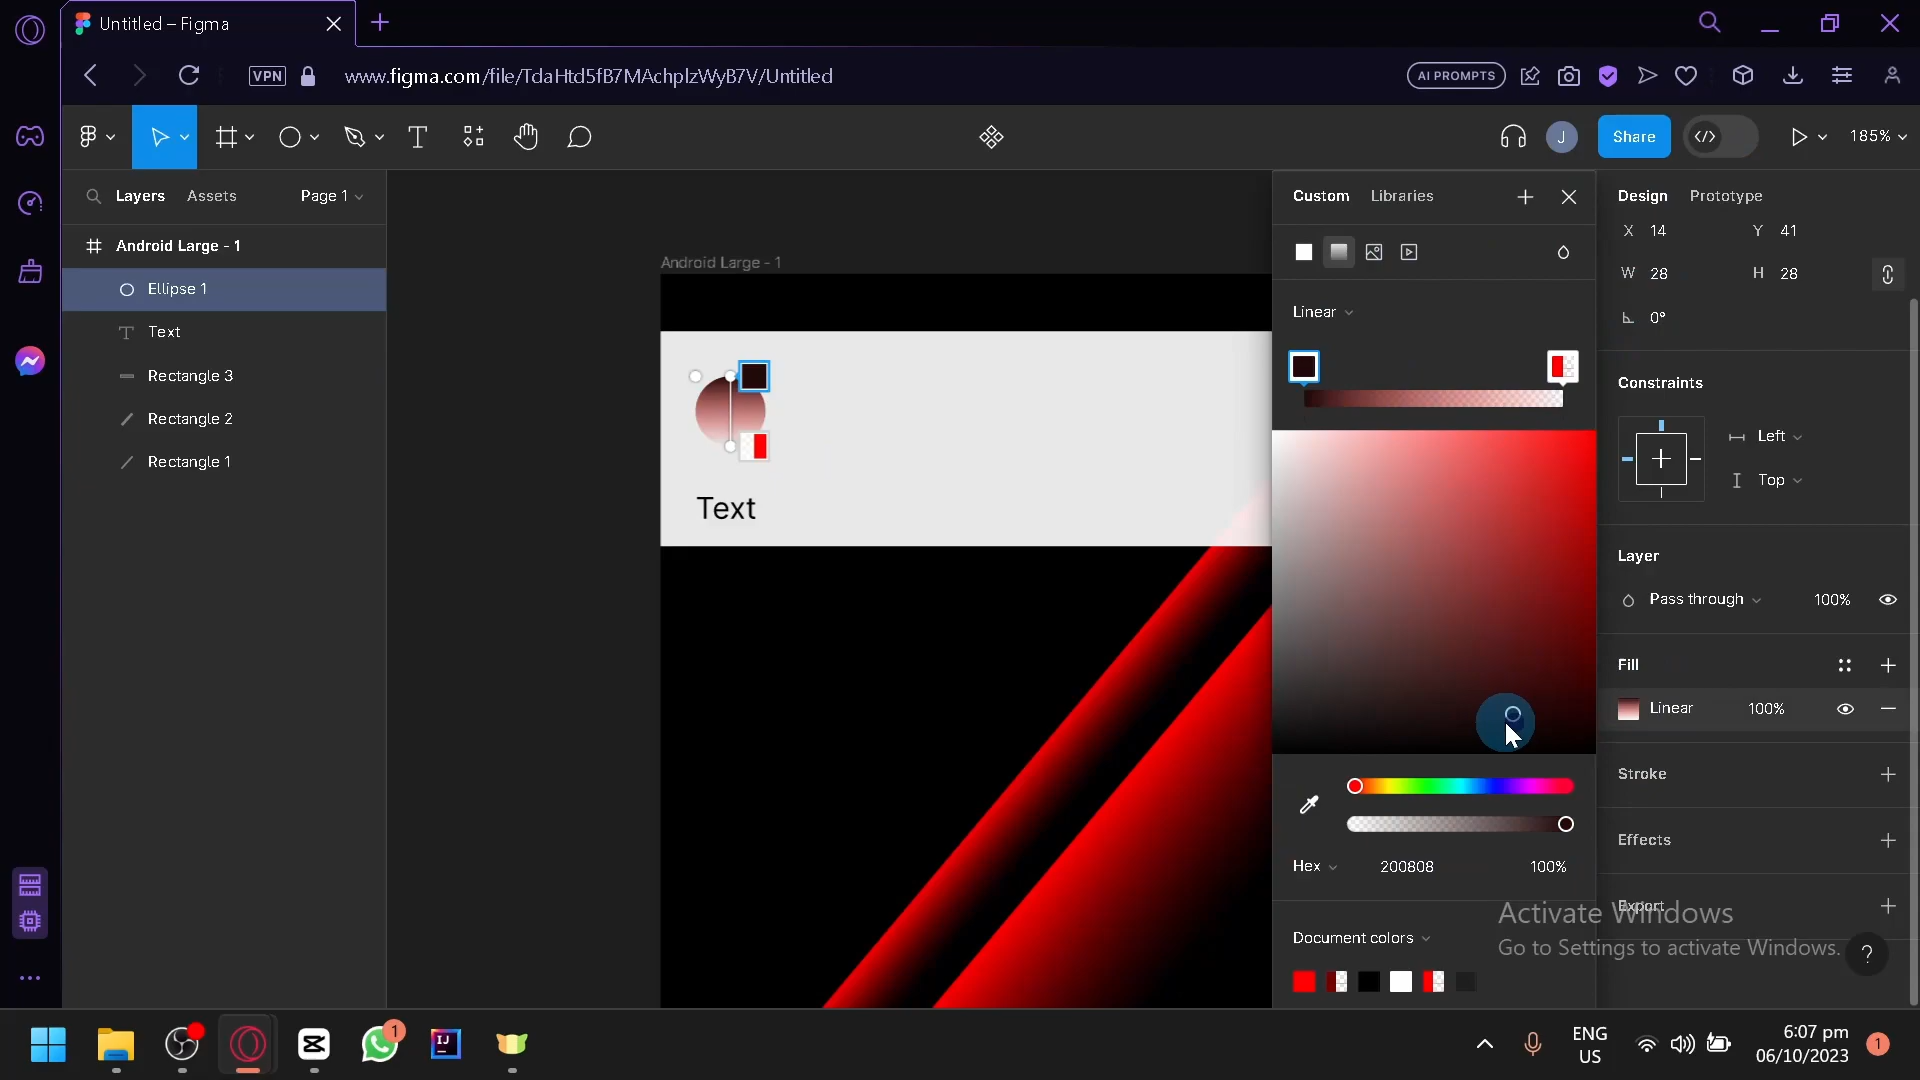 Untitled – Figma
VPN
www.figma.com/file/TdaHtd5fB7MAchplzWyB7V/Untitled
AI PROMPTS
J
Share
185%
Layers
Assets
Page 1
Android Large - 1
Ellipse 1
Text
Rectangle 3
Rectangle 2
Rectangle 1
Android Large - 1
Text
Custom
Libraries
Linear
Hex
200808
100%
Document colors
Design
Prototype
X 14
Y 41
W 28
H 28
0°
Constraints
Left
Top
Layer
Pass through
100%
Fill
Linear
100%
Stroke
Effects
Export
Activate Windows
Go to Settings to activate Windows.
?
1
IJ
ENG
US
6:07 pm
06/10/2023
1